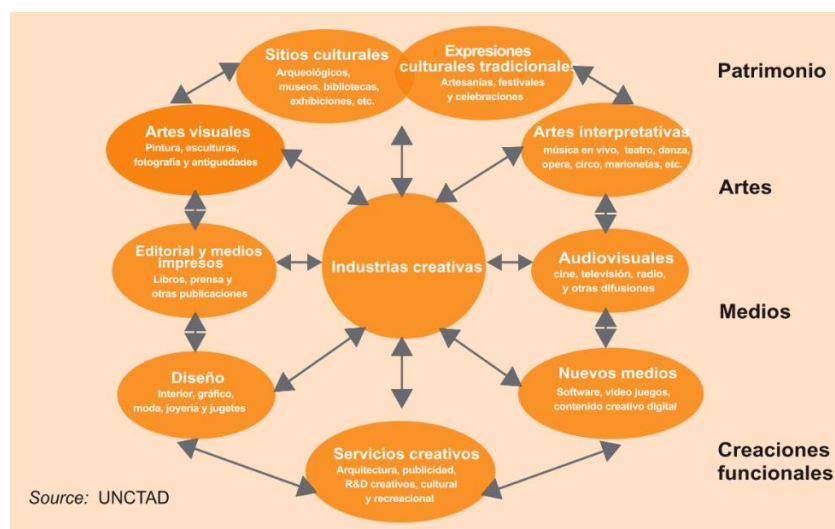 Sitios culturales
Arqueológicos,
museos, bibliotecas,
exhibiciones, etc.
Expresiones
culturales tradicionales
Artesanías, festivales
y celebraciones
Patrimonio
Artes visuales
Pintura, esculturas,
fotografía y antiguedades
Artes interpretativas
música en vivo, teatro, danza,
opera, circo, marionetas, etc.
Artes
Editorial y medios
impresos
Libros, prensa y
otras publicaciones
Industrias creativas
Audiovisuales
cine, televisión, radio,
y otras difusiones
Medios
Diseño
Interior, gráfico,
moda, joyería y jugetes
Nuevos medios
Software, video juegos,
contenido creativo digital
Servicios creativos
Arquitectura, publicidad,
R&D creativos, cultural
y recreacional
Creaciones
funcionales
Source: UNCTAD